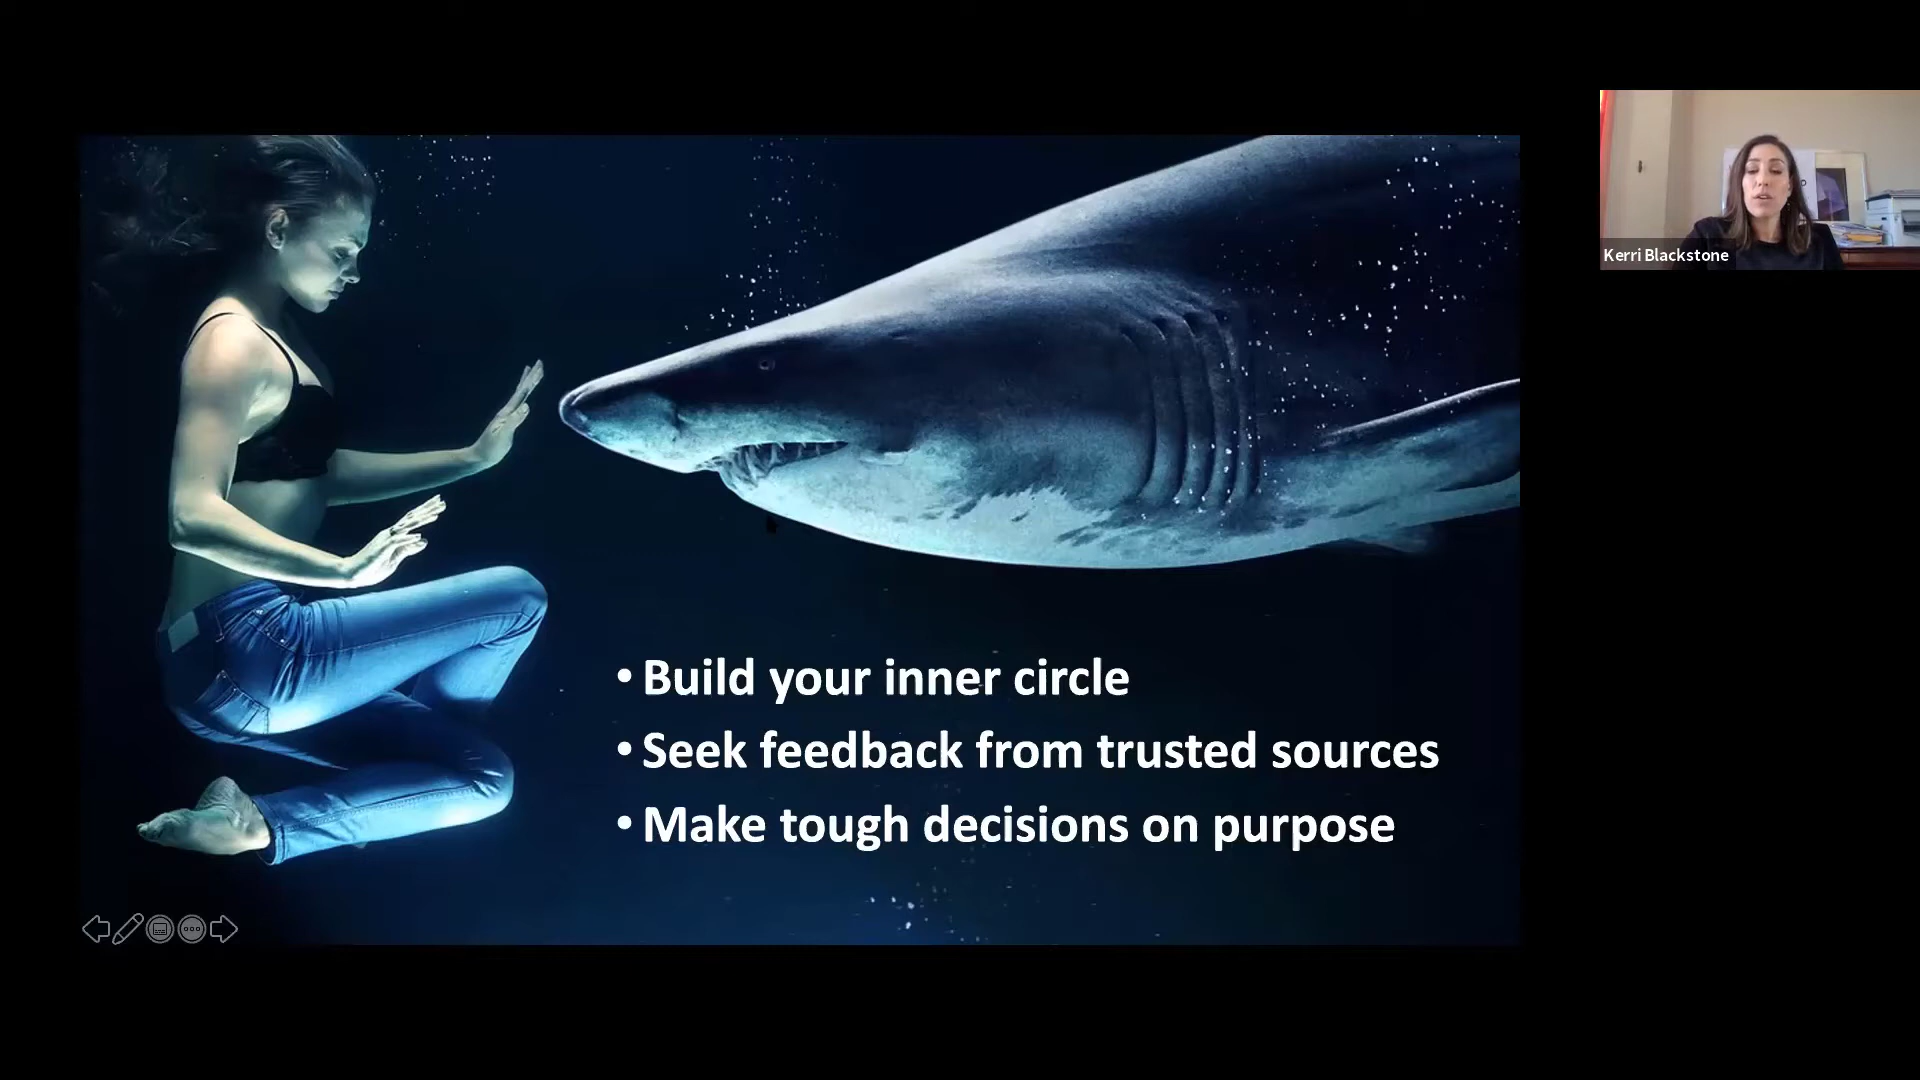 Kerri Blackstone
• Build your inner circle
• Seek feedback from trusted sources
• Make tough decisions on purpose